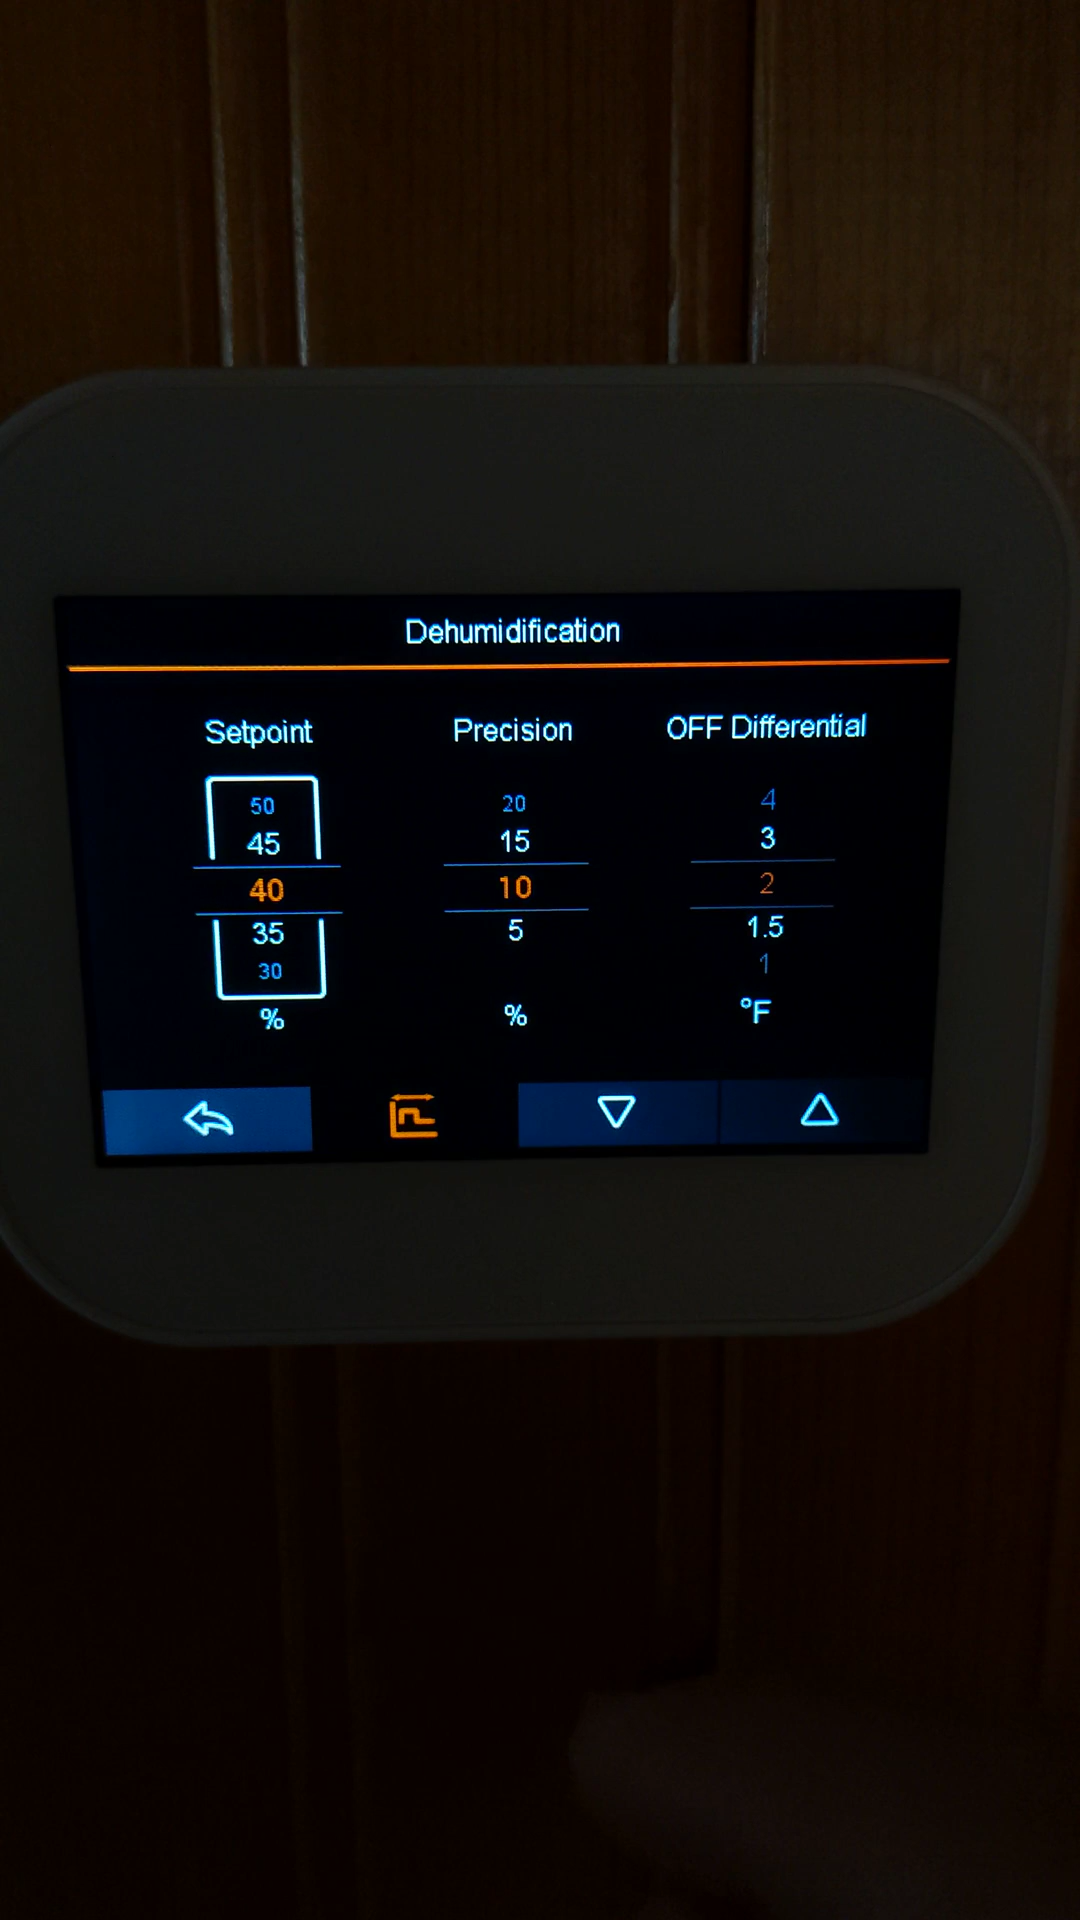 Dehumidification
Setpoint Precision OFF Differential
50 20 4
45 15 3
40 10 2
35 5 1.5
30 1
% % °F